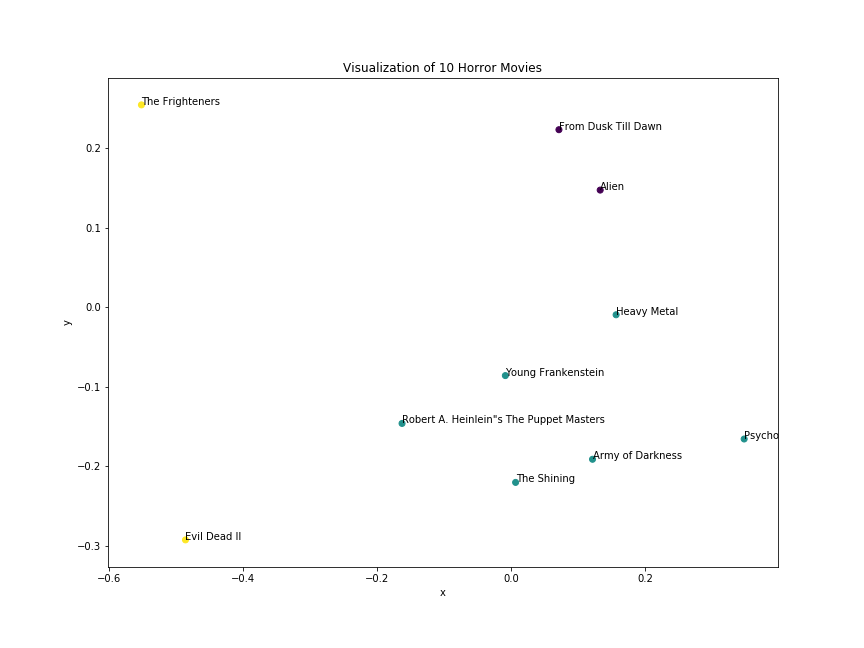 Visualization of 10 Horror Movies
The Frighteners
From Dusk Till Dawn
0.2
Alien
0.1
Heavy Metal
0.0
y
Young Frankenstein
−0.1
Robert A. Heinlein"s The Puppet Masters
Psycho
Army of Darkness
−0.2
The Shining
Evil Dead II
−0.3
−0.6 −0.4 −0.2 0.0 0.2
x